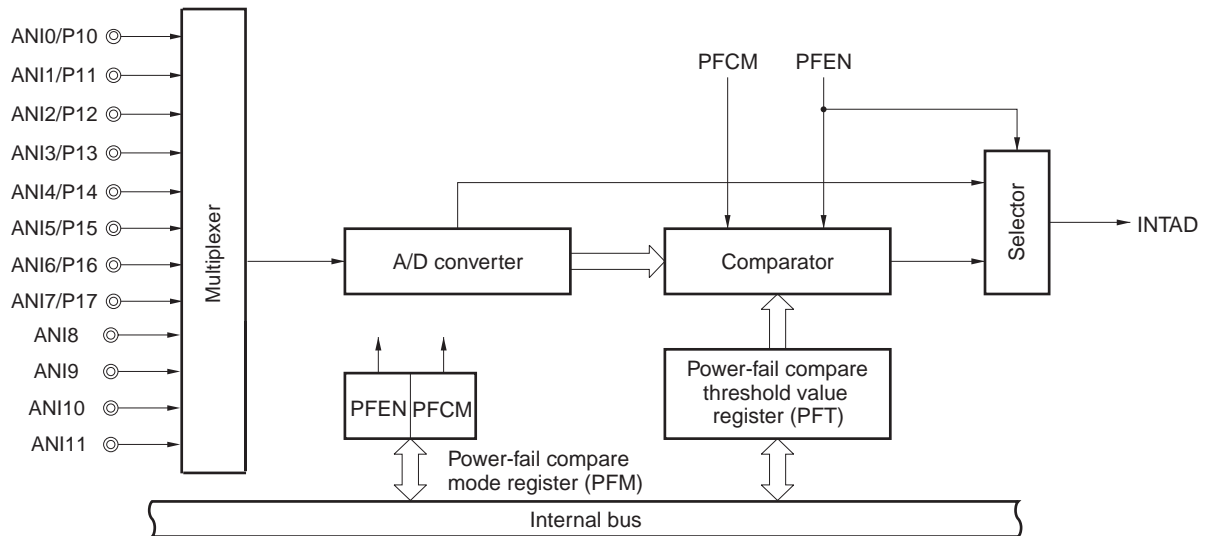 ANI0/P10
ANI1/P11
ANI2/P12
ANI3/P13
ANI4/P14
ANI5/P15
ANI6/P16
ANI7/P17
ANI8
ANI9
ANI10
ANI11
Multiplexer
A/D converter
PFCM
PFEN
Comparator
Selector
INTAD
PFEN
PFCM
Power-fail compare
mode register (PFM)
Power-fail compare
threshold value
register (PFT)
Internal bus